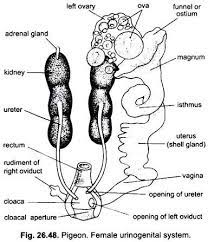 left ovary
ova
funnel or
ostium
adrenal gland
magnum
kidney
isthmus
ureter
uterus
(shell gland)
rectum
rudiment of
right oviduct
vagina
cloaca
opening of ureter
cloacal aperture
opening of left oviduct
Fig. 26.48. Pigeon. Female urinogenital system.